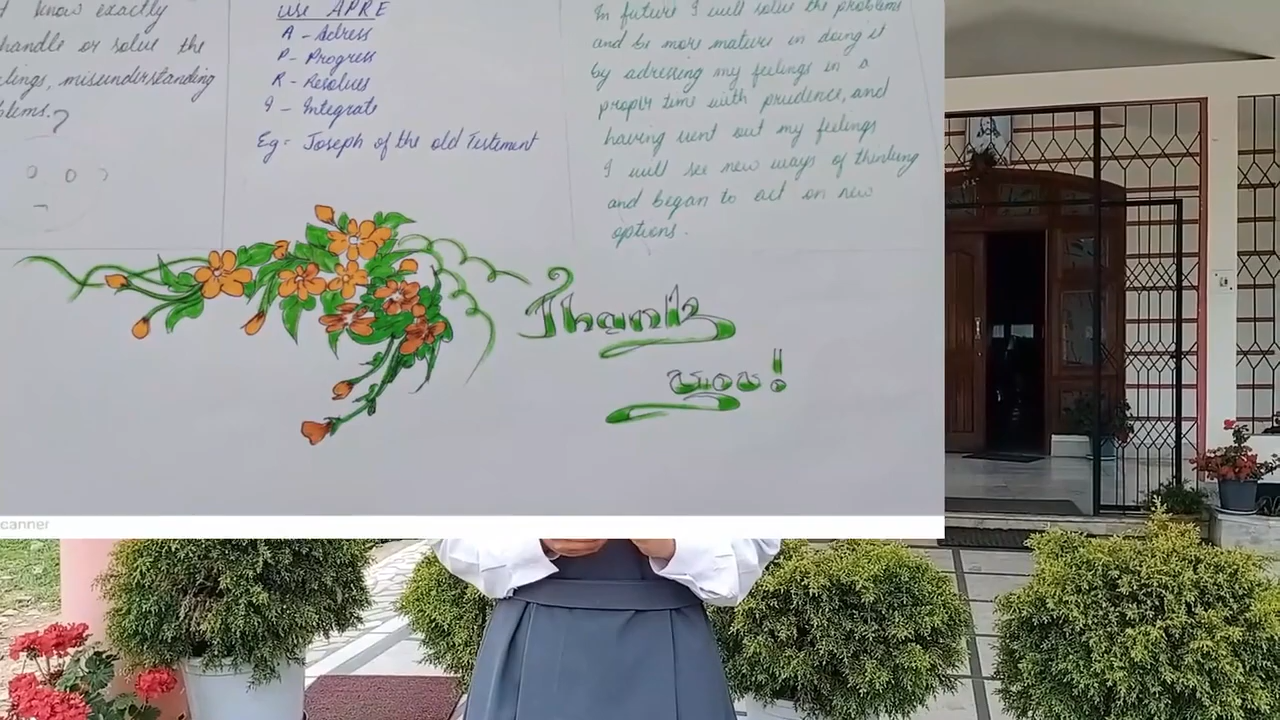 know exactly
handle or solve the
lings, misunderstanding
blems.?
use APRE
A - Adress
P - Progress
R - Resolves
I - Integrate
Eg = Joseph of the old Testament
In future I will solve the problems
and be more mature in doing it
by adressing my feelings in a
proper time with prudence, and
having vent out my feelings
I will see new ways of thinking
and began to act on new
options.
Thank
you!
canner